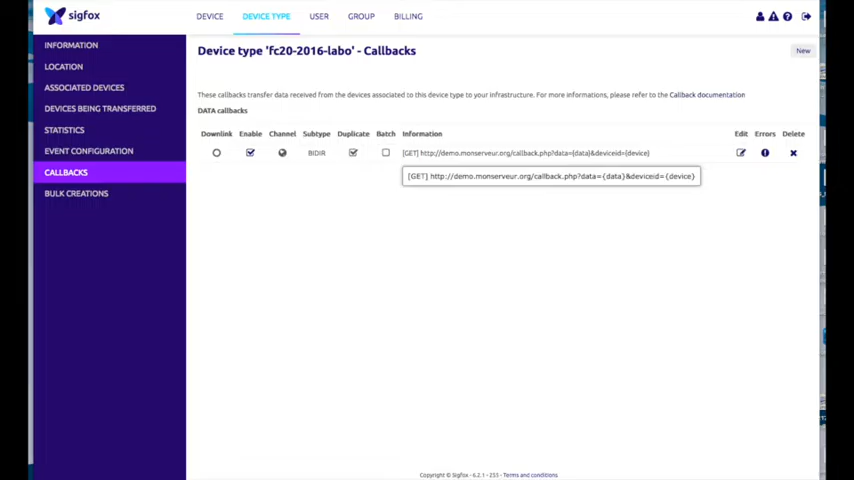 sigfox
DEVICE DEVICE TYPE USER GROUP BILLING
INFORMATION
LOCATION
ASSOCIATED DEVICES
DEVICES BEING TRANSFERRED
STATISTICS
EVENT CONFIGURATION
CALLBACKS
BULK CREATIONS
Device type 'fc20-2016-labo' - Callbacks
New
These callbacks transfer data received from the devices associated to this device type to your infrastructure. For more informations, please refer to the Callback documentation
DATA callbacks
Downlink Enable Channel Subtype Duplicate Batch Information Edit Errors Delete
BIDIR [GET] http://demo.monserveur.org/callback.php?data={data}&deviceid={device}
[GET] http://demo.monserveur.org/callback.php?data={data}&deviceid={device}
Copyright © Sigfox - 6.2.1 - 255 - Terms and conditions